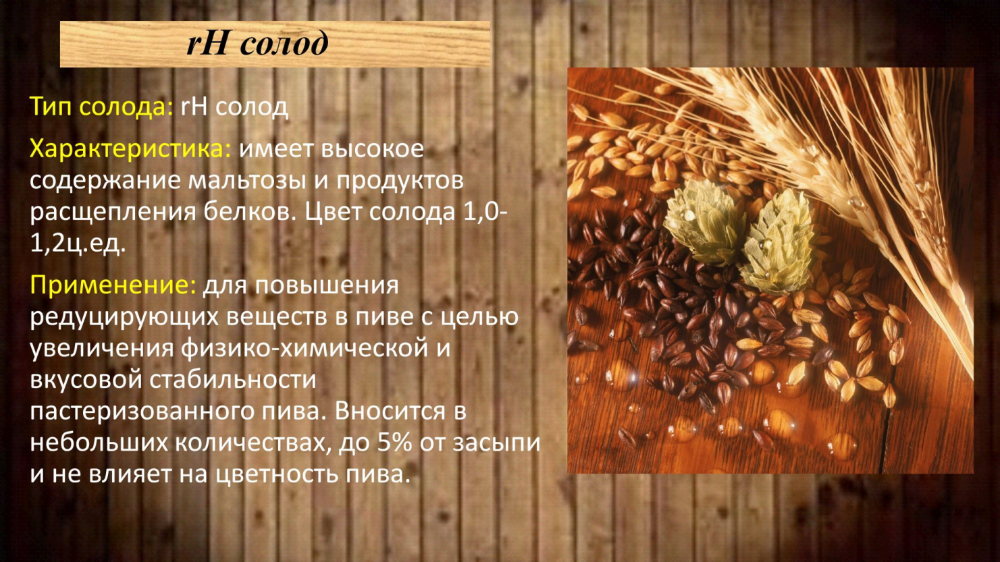 rH солод
Тип солода: rH солод
Характеристика: имеет высокое
содержание мальтозы и продуктов
расщепления белков. Цвет солода 1,0-
1,2ц.ед.
Применение: для повышения
редуцирующих веществ в пиве с целью
увеличения физико-химической и
вкусовой стабильности
пастеризованного пива. Вносится в
небольших количествах, до 5% от засыпи
и не влияет на цветность пива.